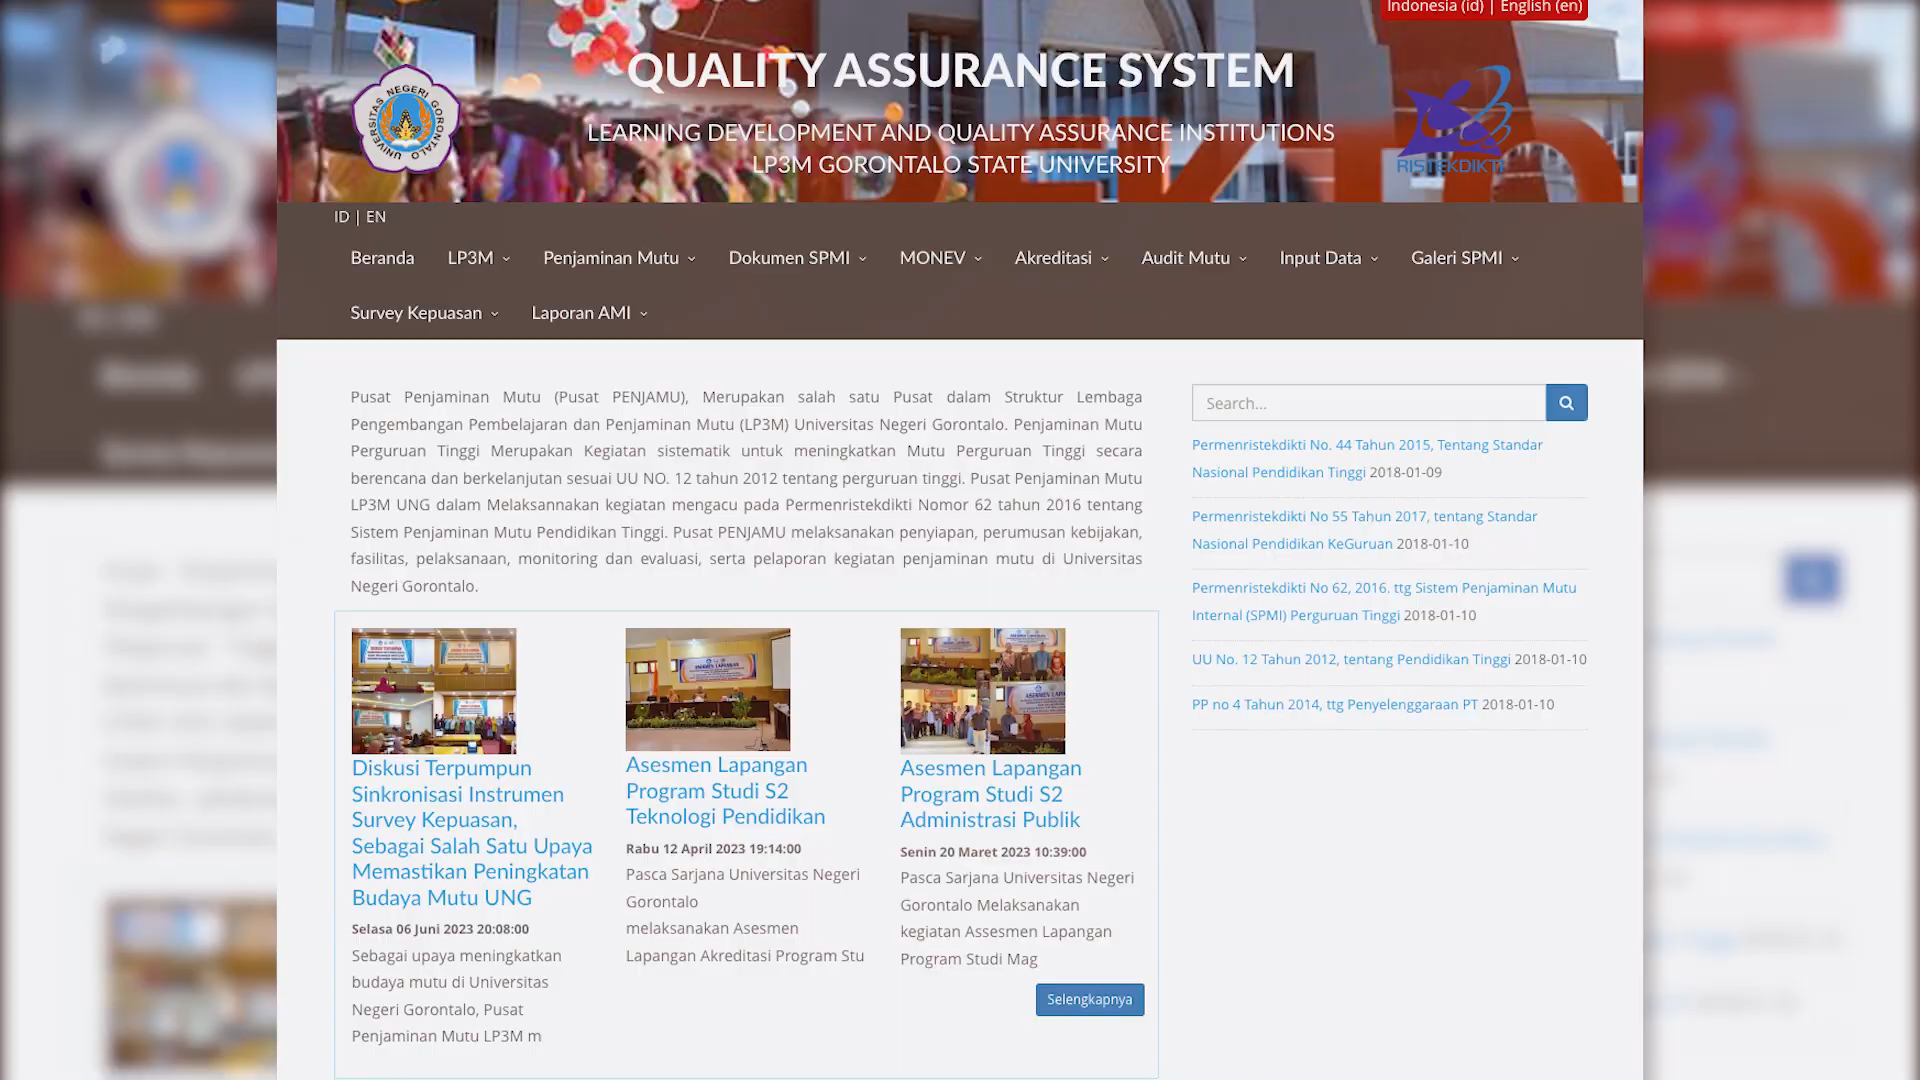 Indonesia (id) | English (en)
UNIVERSITAS NEGERI GORONTALO
QUALITY ASSURANCE SYSTEM
LEARNING DEVELOPMENT AND QUALITY ASSURANCE INSTITUTIONS
LP3M GORONTALO STATE UNIVERSITY
RISTEKDIKTI
ID | EN
Beranda LP3M Penjaminan Mutu Dokumen SPMI MONEV Akreditasi Audit Mutu Input Data Galeri SPMI
Survey Kepuasan Laporan AMI
Pusat Penjaminan Mutu (Pusat PENJAMU), Merupakan salah satu Pusat dalam Struktur Lembaga
Pengembangan Pembelajaran dan Penjaminan Mutu (LP3M) Universitas Negeri Gorontalo. Penjaminan Mutu
Perguruan Tinggi Merupakan Kegiatan sistematik untuk meningkatkan Mutu Perguruan Tinggi secara
berencana dan berkelanjutan sesuai UU NO. 12 tahun 2012 tentang perguruan tinggi. Pusat Penjaminan Mutu
LP3M UNG dalam Melaksannakan kegiatan mengacu pada Permenristekdikti Nomor 62 tahun 2016 tentang
Sistem Penjaminan Mutu Pendidikan Tinggi. Pusat PENJAMU melaksanakan penyiapan, perumusan kebijakan,
fasilitas, pelaksanaan, monitoring dan evaluasi, serta pelaporan kegiatan penjaminan mutu di Universitas
Negeri Gorontalo.
Diskusi Terpumpun
Sinkronisasi Instrumen
Survey Kepuasan,
Sebagai Salah Satu Upaya
Memastikan Peningkatan
Budaya Mutu UNG
Selasa 06 Juni 2023 20:08:00
Sebagai upaya meningkatkan
budaya mutu di Universitas
Negeri Gorontalo, Pusat
Penjaminan Mutu LP3M m
ASESMEN LAPANGAN
Asesmen Lapangan
Program Studi S2
Teknologi Pendidikan
Rabu 12 April 2023 19:14:00
Pasca Sarjana Universitas Negeri
Gorontalo
melaksanakan Asesmen
Lapangan Akreditasi Program Stu
ASESMEN LAPA
Asesmen Lapangan
Program Studi S2
Administrasi Publik
Senin 20 Maret 2023 10:39:00
Pasca Sarjana Universitas Negeri
Gorontalo Melaksanakan
kegiatan Assesmen Lapangan
Program Studi Mag
Selengkapnya
Search...
Permenristekdikti No. 44 Tahun 2015, Tentang Standar
Nasional Pendidikan Tinggi 2018-01-09
Permenristekdikti No 55 Tahun 2017, tentang Standar
Nasional Pendidikan KeGuruan 2018-01-10
Permenristekdikti No 62, 2016. ttg Sistem Penjaminan Mutu
Internal (SPMI) Perguruan Tinggi 2018-01-10
UU No. 12 Tahun 2012, tentang Pendidikan Tinggi 2018-01-10
PP no 4 Tahun 2014, ttg Penyelenggaraan PT 2018-01-10